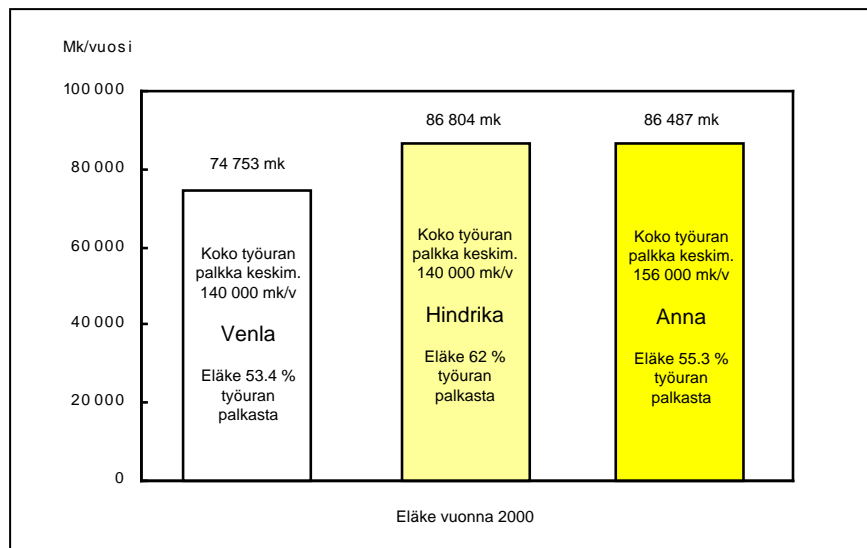 Mk/vuosi
100 000
80 000
60 000
40 000
20 000
0
74 753 mk
Koko työuran
palkka keskim.
140 000 mk/v
Venla
Eläke 53.4 %
työuran
palkasta
86 804 mk
Koko työuran
palkka keskim.
140 000 mk/v
Hindrika
Eläke 62 %
työuran
palkasta
86 487 mk
Koko työuran
palkka keskim.
156 000 mk/v
Anna
Eläke 55.3 %
työuran
palkasta
Eläke vuonna 2000